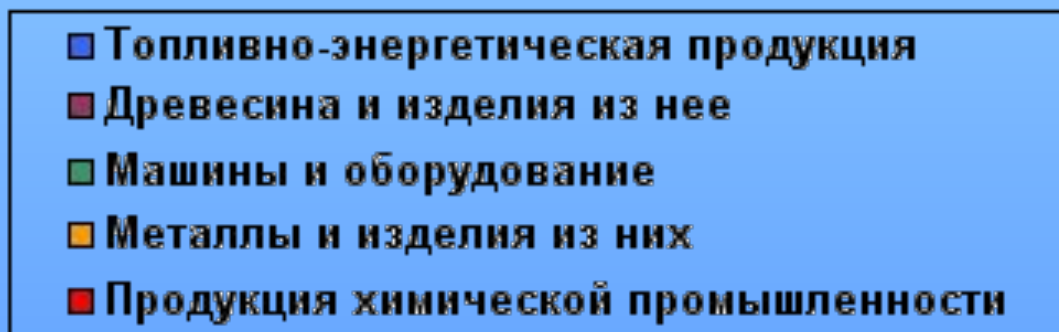 Топливно-энергетическая продукция
Древесина и изделия из нее
Машины и оборудование
Металлы и изделия из них
Продукция химической промышленности